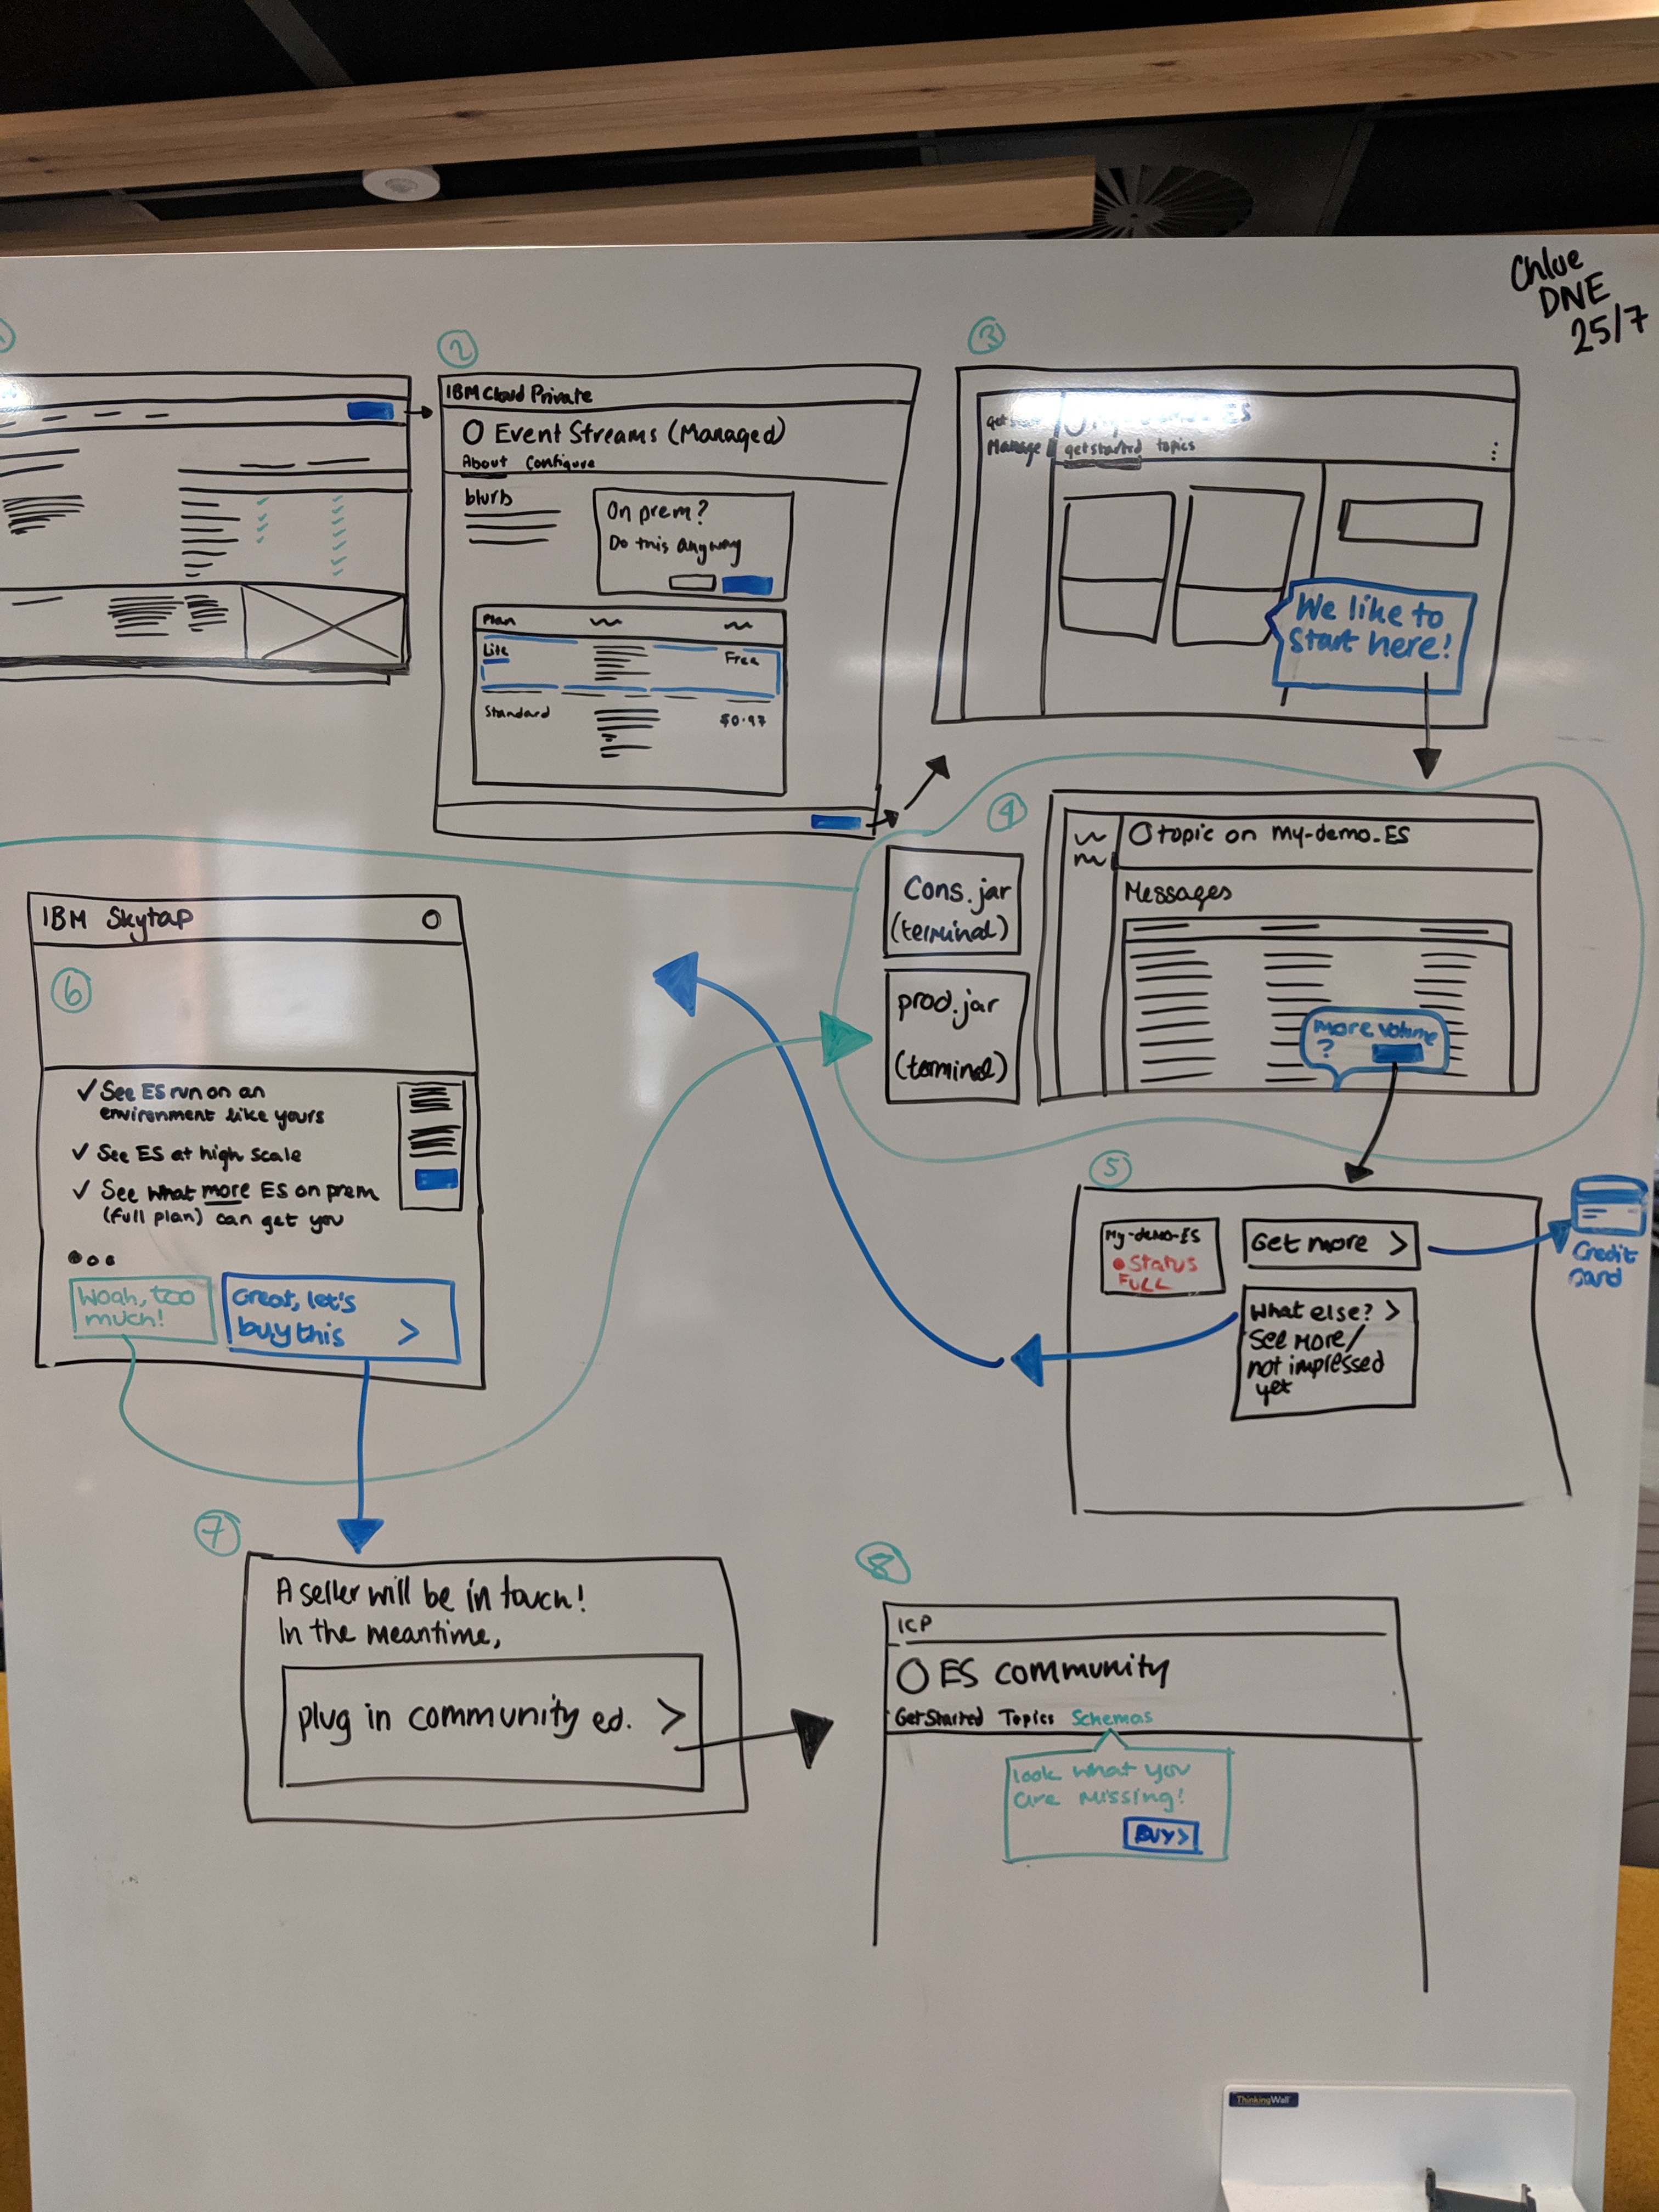 Chloe
DNE
25/7
2
IBM Cloud Private
Event Streams (Managed)
About Configure
blurb
On prem?
Do this anyway
Plan
Lite
Free
Standard
$0.97
3
Manage
get started topics
We like to
Start here!
4
Cons.jar
(terminal)
prod.jar
(terminal)
topic on my-demo_ES
Messages
more volume
?
5
My-demo-ES
Status
FULL
Get more >
Credit
card
What else? >
See more/
not impressed
yet
IBM Skytap
6
✓ See ES run on an
environment like yours
✓ See ES at high scale
✓ See what more ES on prem
(full plan) can get you
Woah, too
much!
Great, let's
buy this >
7
A seller will be in touch!
In the meantime,
plug in community ed. >
8
ICP
ES community
Get Started Topics Schemas
look what you
are missing!
BUY>
ThinkingWall